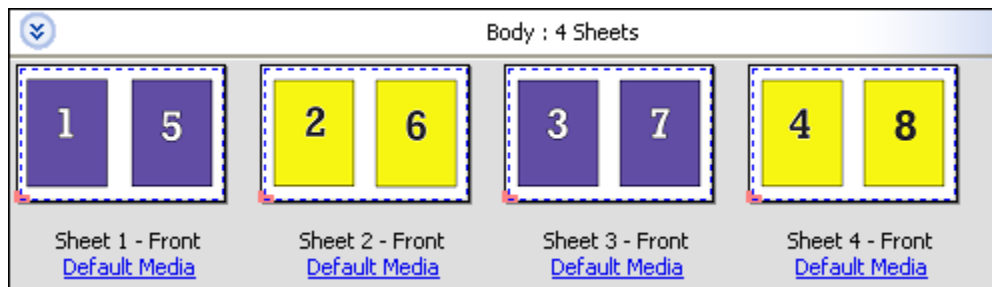 Body : 4 Sheets
1 5 2 6 3 7 4 8
Sheet 1 - Front Sheet 2 - Front Sheet 3 - Front Sheet 4 - Front
Default Media Default Media Default Media Default Media